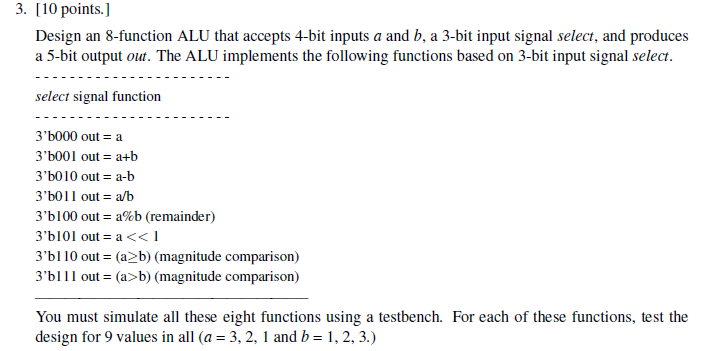 3. [10 points.]
Design an 8-function ALU that accepts 4-bit inputs a and b, a 3-bit input signal select, and produces
a 5-bit output out. The ALU implements the following functions based on 3-bit input signal select.
- - - - - - - - - - - - - - - - - - - - - - -
select signal function
- - - - - - - - - - - - - - - - - - - - - - -
3’b000 out = a
3’b001 out = a+b
3’b010 out = a-b
3’b011 out = a/b
3’b100 out = a%b (remainder)
3’b101 out = a << 1
3’b110 out = (a≥b) (magnitude comparison)
3’b111 out = (a>b) (magnitude comparison)
You must simulate all these eight functions using a testbench. For each of these functions, test the
design for 9 values in all (a = 3, 2, 1 and b = 1, 2, 3.)